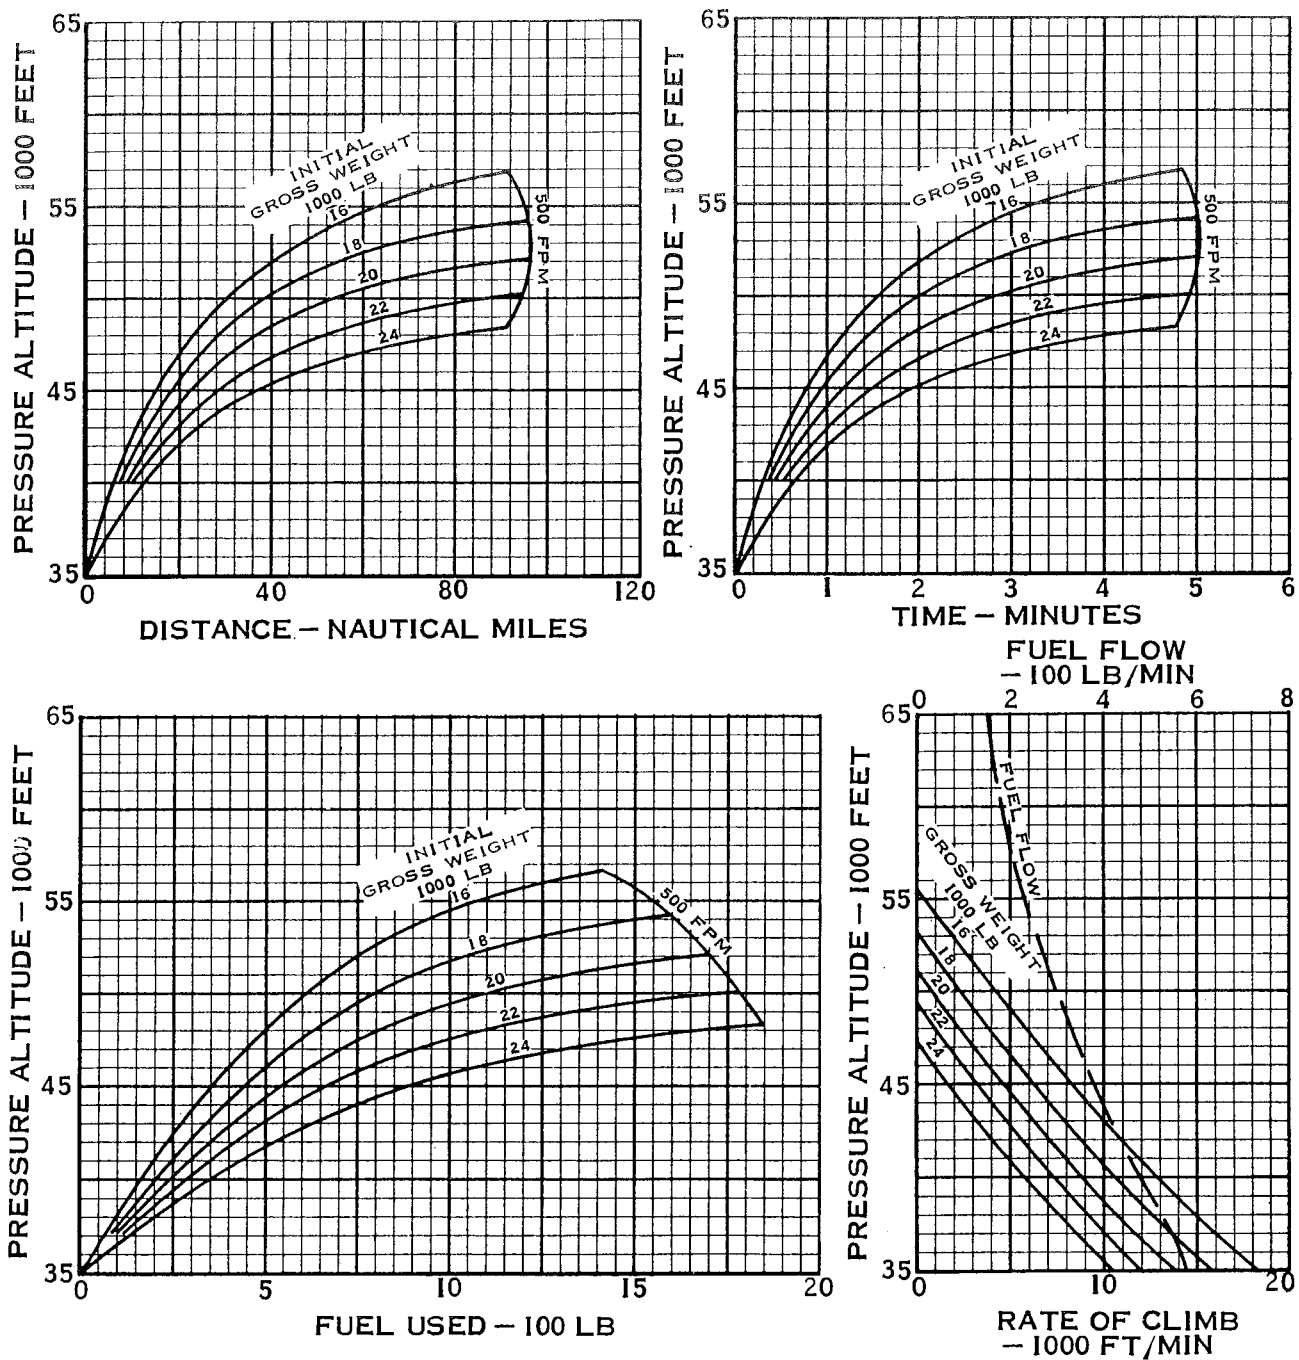 65
55
45
35
PRESSURE ALTITUDE – 1000 FEET
INITIAL
GROSS WEIGHT
1000 LB
16
18
20
22
24
500 FPM
0
40
80
120
DISTANCE – NAUTICAL MILES
65
55
45
35
PRESSURE ALTITUDE – 1000 FEET
INITIAL
GROSS WEIGHT
1000 LB
16
18
20
22
24
500 FPM
0
1
2
3
4
5
6
TIME – MINUTES
65
55
45
35
PRESSURE ALTITUDE – 1000 FEET
INITIAL
GROSS WEIGHT
1000 LB
16
18
20
22
24
500 FPM
0
5
10
15
20
FUEL USED – 100 LB
FUEL FLOW
– 100 LB/MIN
0
2
4
6
8
65
55
45
35
PRESSURE ALTITUDE – 1000 FEET
FUEL FLOW
GROSS WEIGHT
1000 LB
16
18
20
22
24
0
10
20
RATE OF CLIMB
– 1000 FT/MIN